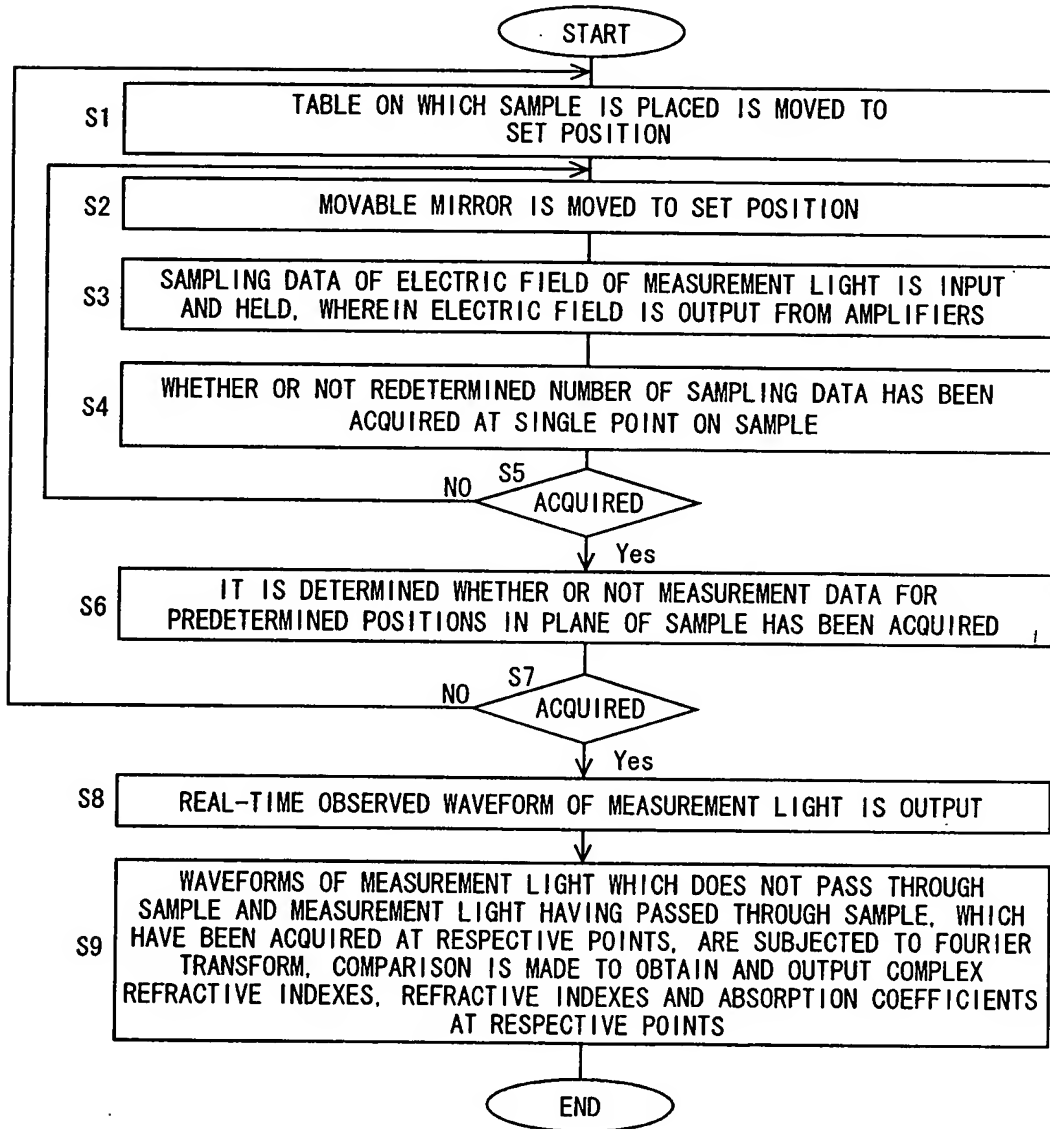 START
S1
TABLE ON WHICH SAMPLE IS PLACED IS MOVED TO
SET POSITION
S2
MOVABLE MIRROR IS MOVED TO SET POSITION
S3
SAMPLING DATA OF ELECTRIC FIELD OF MEASUREMENT LIGHT IS INPUT
AND HELD, WHEREIN ELECTRIC FIELD IS OUTPUT FROM AMPLIFIERS
S4
WHETHER OR NOT REDETERMINED NUMBER OF SAMPLING DATA HAS BEEN
ACQUIRED AT SINGLE POINT ON SAMPLE
S5
NO
ACQUIRED
Yes
S6
IT IS DETERMINED WHETHER OR NOT MEASUREMENT DATA FOR
PREDETERMINED POSITIONS IN PLANE OF SAMPLE HAS BEEN ACQUIRED
S7
NO
ACQUIRED
Yes
S8
REAL-TIME OBSERVED WAVEFORM OF MEASUREMENT LIGHT IS OUTPUT
S9
WAVEFORMS OF MEASUREMENT LIGHT WHICH DOES NOT PASS THROUGH
SAMPLE AND MEASUREMENT LIGHT HAVING PASSED THROUGH SAMPLE, WHICH
HAVE BEEN ACQUIRED AT RESPECTIVE POINTS, ARE SUBJECTED TO FOURIER
TRANSFORM, COMPARISON IS MADE TO OBTAIN AND OUTPUT COMPLEX
REFRACTIVE INDEXES, REFRACTIVE INDEXES AND ABSORPTION COEFFICIENTS
AT RESPECTIVE POINTS
END